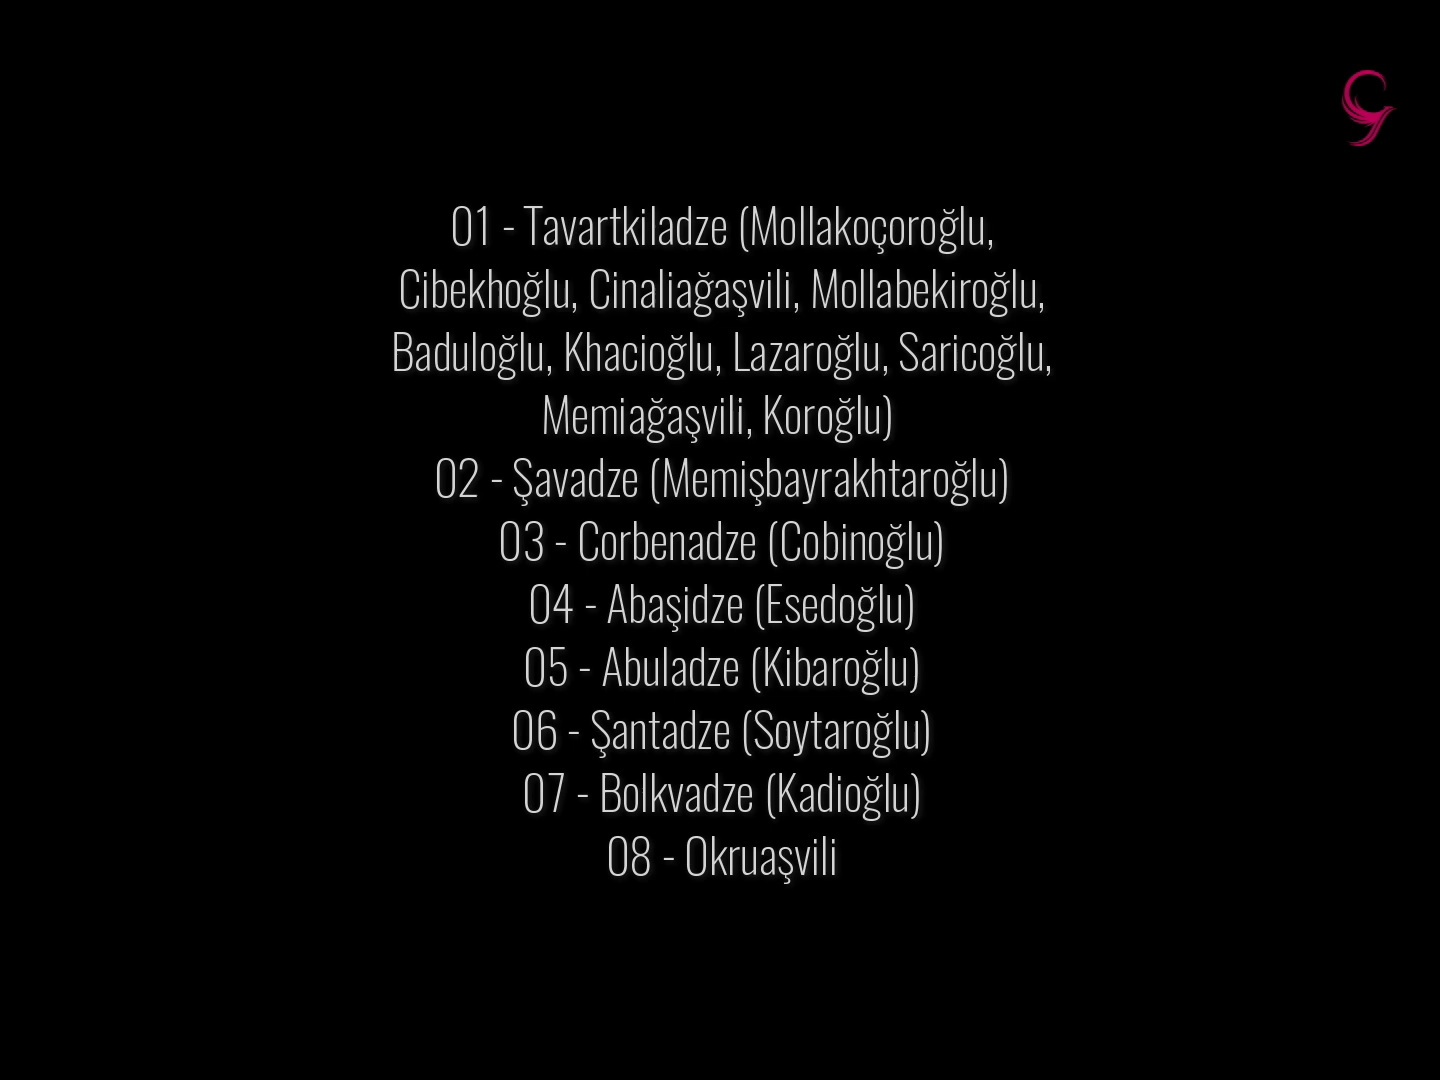 01 - Tavartkiladze (Mollakoçoroğlu,
Cibekhoğlu, Cinaliağaşvili, Mollabekiroğlu,
Baduloğlu, Khacioğlu, Lazaroğlu, Saricoğlu,
Memiağaşvili, Koroğlu)
02 - Şavadze (Memişbayrakhtaroğlu)
03 - Corbenadze (Cobinoğlu)
04 - Abaşidze (Esedoğlu)
05 - Abuladze (Kibaroğlu)
06 - Şantadze (Soytaroğlu)
07 - Bolkvadze (Kadioğlu)
08 - Okruaşvili